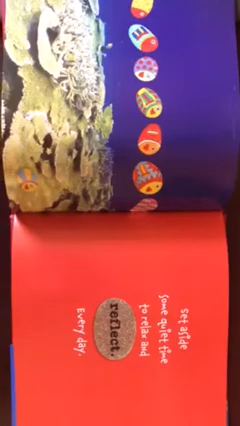 set aside
some quiet time
to relax and
reflect.
Every day.